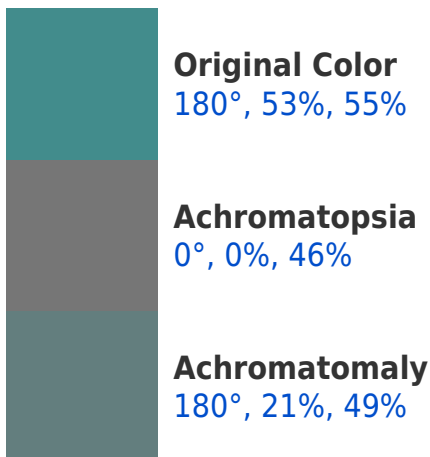 Original Color
180°, 53%, 55%
Achromatopsia
0°, 0%, 46%
Achromatomaly
180°, 21%, 49%